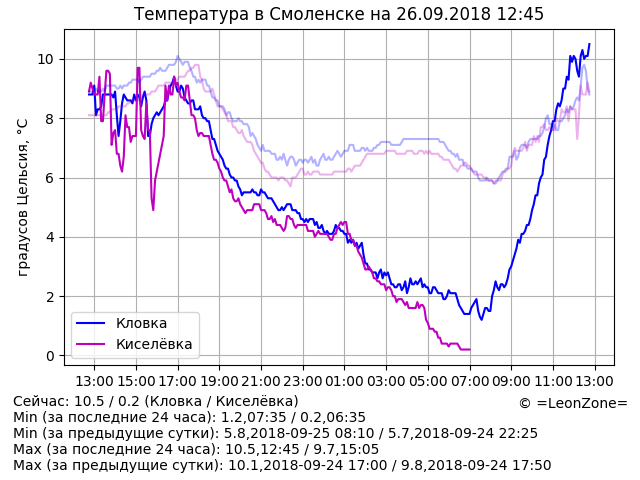 Температура в Смоленске на 26.09.2018 12:45
градусов Цельсия, °C
10
8
6
4
2
0
Кловка
Киселёвка
13:00 15:00 17:00 19:00 21:00 23:00 01:00 03:00 05:00 07:00 09:00 11:00 13:00
Сейчас: 10.5 / 0.2 (Кловка / Киселёвка)
© =LeonZone=
Min (за последние 24 часа): 1.2,07:35 / 0.2,06:35
Min (за предыдущие сутки): 5.8,2018-09-25 08:10 / 5.7,2018-09-24 22:25
Max (за последние 24 часа): 10.5,12:45 / 9.7,15:05
Max (за предыдущие сутки): 10.1,2018-09-24 17:00 / 9.8,2018-09-24 17:50